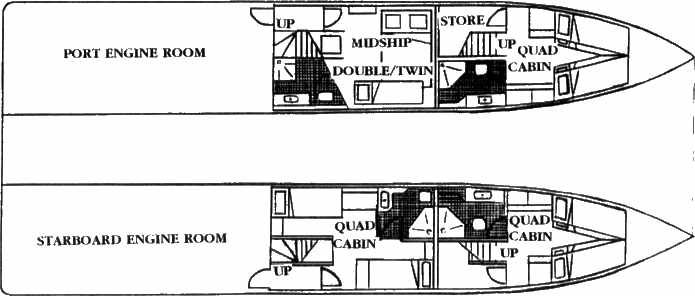 UP
STORE
PORT ENGINE ROOM
MIDSHIP
DOUBLE/TWIN
UP
QUAD
CABIN
STARBOARD ENGINE ROOM
QUAD
CABIN
UP
QUAD
CABIN
UP